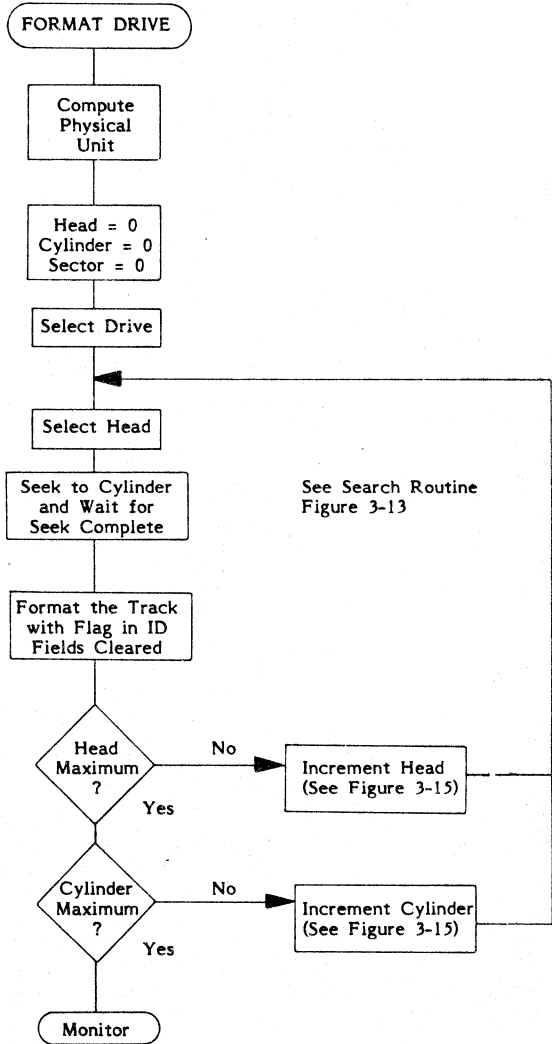 FORMAT DRIVE
Compute
Physical
Unit
Head = 0
Cylinder = 0
Sector = 0
Select Drive
Select Head
Seek to Cylinder
and Wait for
Seek Complete
See Search Routine
Figure 3-13
Format the Track
with Flag in ID
Fields Cleared
Head
Maximum
?
No
Yes
Increment Head
(See Figure 3-15)
Cylinder
Maximum
?
No
Yes
Increment Cylinder
(See Figure 3-15)
Monitor